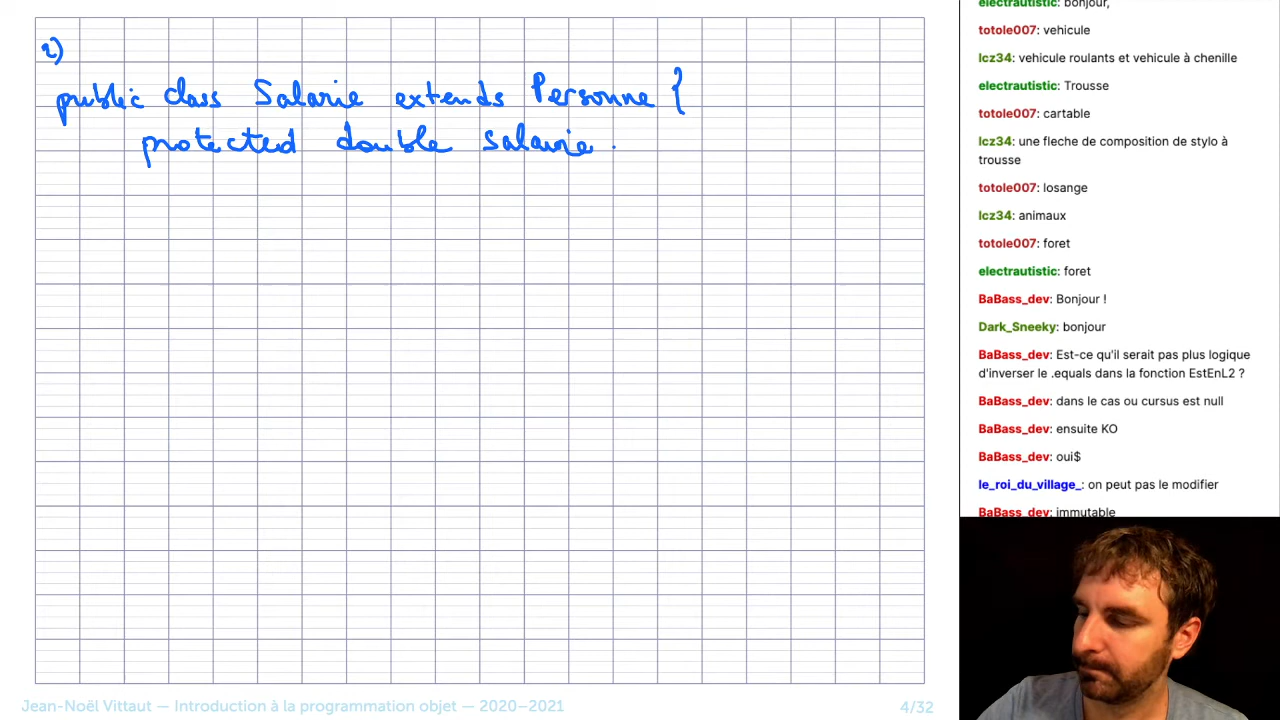 2)
public class Salarie extends Personne {
protected double salaire.
Jean-Noël Vittaut — Introduction à la programmation objet — 2020–2021
4/32
electrautistic: bonjour,
totole007: vehicule
lcz34: vehicule roulants et vehicule à chenille
electrautistic: Trousse
totole007: cartable
lcz34: une fleche de composition de stylo à
trousse
totole007: losange
lcz34: animaux
totole007: foret
electrautistic: foret
BaBass_dev: Bonjour !
Dark_Sneeky: bonjour
BaBass_dev: Est-ce qu'il serait pas plus logique
d'inverser le .equals dans la fonction EstEnL2 ?
BaBass_dev: dans le cas ou cursus est null
BaBass_dev: ensuite KO
BaBass_dev: oui$
le_roi_du_village_: on peut pas le modifier
BaBass_dev: immutable